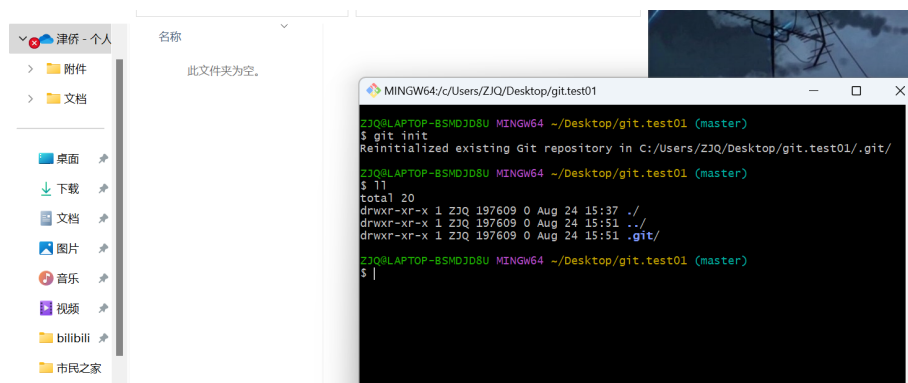 津侨 - 个人
附件
文档
桌面
下载
文档
图片
音乐
视频
bilibili
市民之家
名称
此文件夹为空。
MINGW64:/c/Users/ZJQ/Desktop/git.test01
ZJQ@LAPTOP-BSMDJD8U MINGW64 ~/Desktop/git.test01 (master)
$ git init
Reinitialized existing Git repository in C:/Users/ZJQ/Desktop/git.test01/.git/
ZJQ@LAPTOP-BSMDJD8U MINGW64 ~/Desktop/git.test01 (master)
$ ll
total 20
drwxr-xr-x 1 ZJQ 197609 0 Aug 24 15:37 ./
drwxr-xr-x 1 ZJQ 197609 0 Aug 24 15:51 ../
drwxr-xr-x 1 ZJQ 197609 0 Aug 24 15:51 .git/
ZJQ@LAPTOP-BSMDJD8U MINGW64 ~/Desktop/git.test01 (master)
$